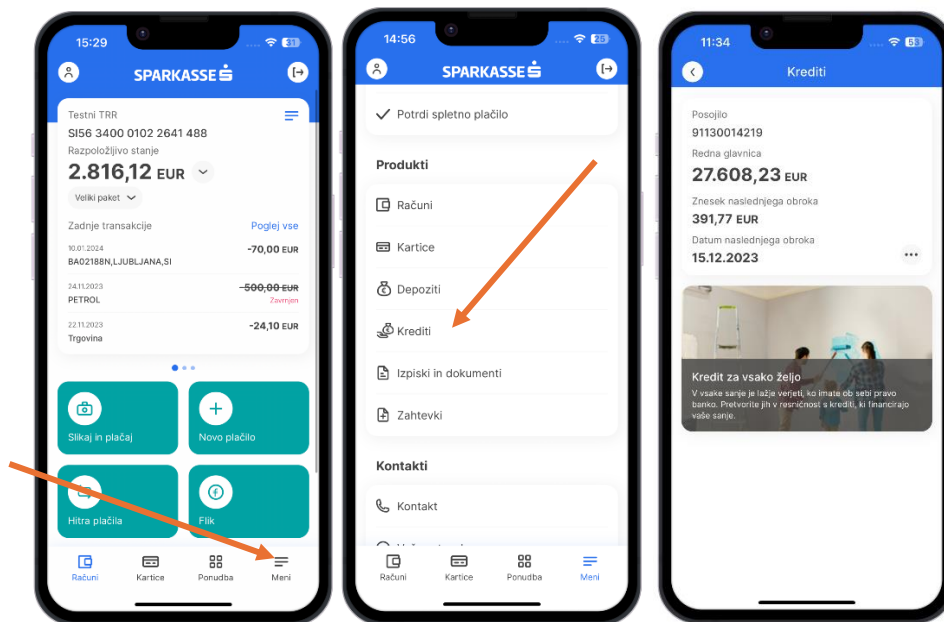 15:29
31
SPARKASSE
Testni TRR
SI56 3400 0102 2641 488
Razpoložljivo stanje
2.816,12 EUR
Veliki paket
Zadnje transakcije Poglej vse
10.01.2024 -70,00 EUR
BA02188N,LJUBLJANA,SI
24.11.2023 -500,00 EUR
PETROL Zavrnjen
22.11.2023 -24,10 EUR
Trgovina
Slikaj in plačaj
Novo plačilo
Hitra plačila
Flik
Računi Kartice Ponudba Meni
14:56
25
SPARKASSE
Potrdi spletno plačilo
Produkti
Računi
Kartice
Depoziti
Krediti
Izpiski in dokumenti
Zahtevki
Kontakti
Kontakt
Računi Kartice Ponudba Meni
11:34
53
Krediti
Posojilo
91130014219
Redna glavnica
27.608,23 EUR
Znesek naslednjega obroka
391,77 EUR
Datum naslednjega obroka
15.12.2023
Kredit za vsako željo
V vsake sanje je lažje verjeti, ko imate ob sebi pravo
banko. Pretvorite jih v resničnost s krediti, ki financirajo
vaše sanje.